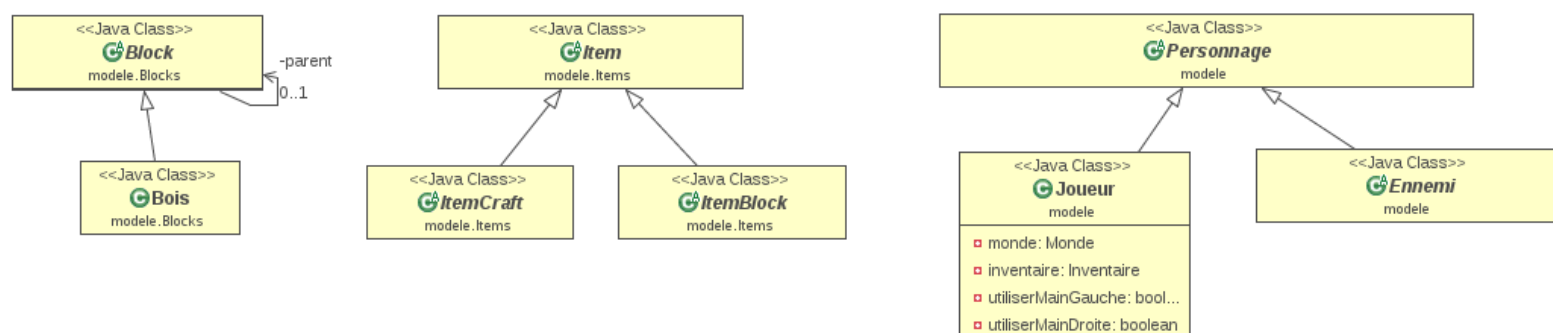 <<Java Class>>
Block
modele.Blocks
-parent
0..1
<<Java Class>>
Bois
modele.Blocks
<<Java Class>>
Item
modele.Items
<<Java Class>>
ItemCraft
modele.Items
<<Java Class>>
ItemBlock
modele.Items
<<Java Class>>
Personnage
modele
<<Java Class>>
Joueur
modele
monde: Monde
inventaire: Inventaire
utiliserMainGauche: bool...
utiliserMainDroite: boolean
<<Java Class>>
Ennemi
modele